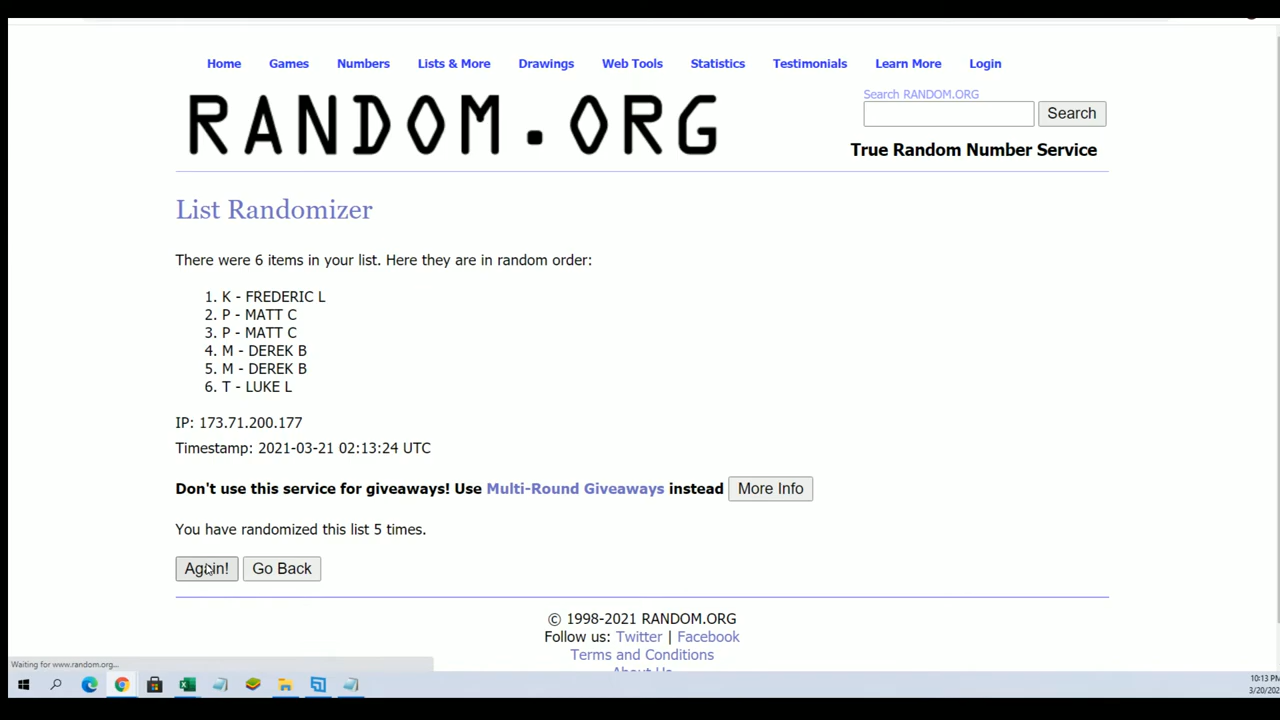 Home Games Numbers Lists & More Drawings Web Tools Statistics Testimonials Learn More Login
Search RANDOM.ORG
RANDOM.ORG
Search
True Random Number Service
List Randomizer
There were 6 items in your list. Here they are in random order:
1. K - FREDERIC L
2. P - MATT C
3. P - MATT C
4. M - DEREK B
5. M - DEREK B
6. T - LUKE L
IP: 173.71.200.177
Timestamp: 2021-03-21 02:13:24 UTC
Don't use this service for giveaways! Use Multi-Round Giveaways instead More Info
You have randomized this list 5 times.
Again! Go Back
© 1998-2021 RANDOM.ORG
Follow us: Twitter | Facebook
Terms and Conditions
About Us
Waiting for www.random.org...
10:13 PM
3/20/202